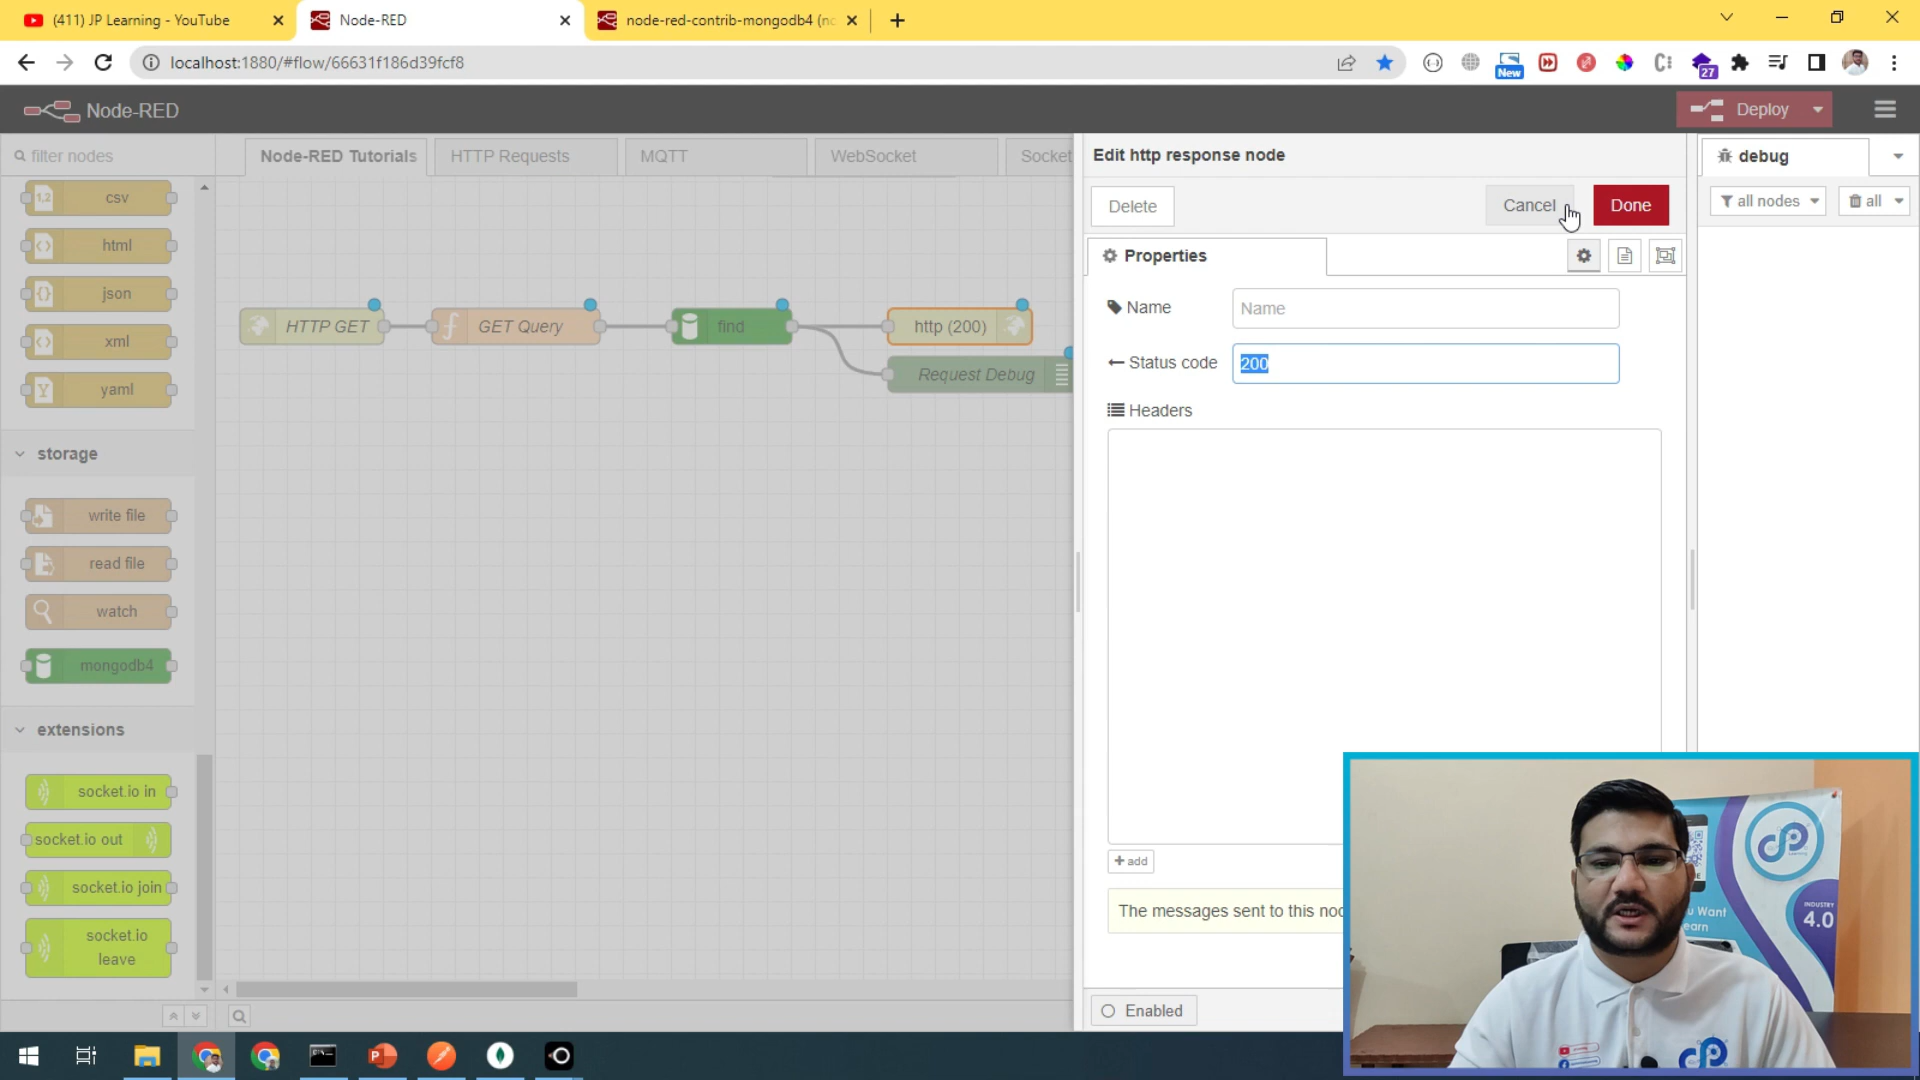 (411) JP Learning - YouTube
Node-RED
node-red-contrib-mongodb4 (no
localhost:1880/#flow/66631f186d39fcf8
New
27
Node-RED
Deploy
filter nodes
Node-RED Tutorials
HTTP Requests
MQTT
WebSocket
Socket
Edit http response node
debug
Delete
Cancel
Done
all nodes
all
Properties
csv
html
json
xml
yaml
HTTP GET
GET Query
find
http (200)
Request Debug
Name
Name
Status code
200
Headers
storage
write file
read file
watch
mongodb4
extensions
socket.io in
socket.io out
socket.io join
socket.io leave
add
The messages sent to this
Enabled
u Want
earn
INDUSTRY
4.0